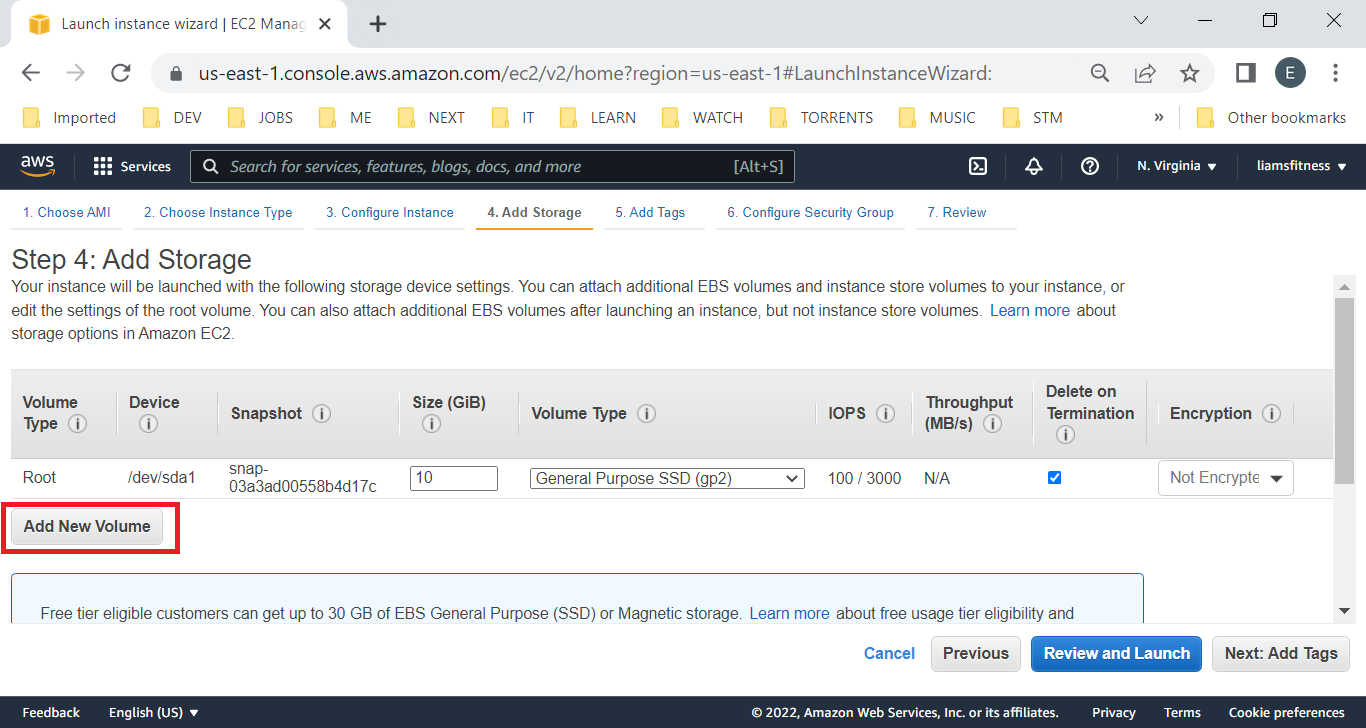 Launch instance wizard | EC2 Manag
us-east-1.console.aws.amazon.com/ec2/v2/home?region=us-east-1#LaunchInstanceWizard:
E
Imported DEV JOBS ME NEXT IT LEARN WATCH TORRENTS MUSIC STM » Other bookmarks
aws Services Search for services, features, blogs, docs, and more [Alt+S] N. Virginia liamsfitness
1. Choose AMI 2. Choose Instance Type 3. Configure Instance 4. Add Storage 5. Add Tags 6. Configure Security Group 7. Review
Step 4: Add Storage
Your instance will be launched with the following storage device settings. You can attach additional EBS volumes and instance store volumes to your instance, or
edit the settings of the root volume. You can also attach additional EBS volumes after launching an instance, but not instance store volumes. Learn more about
storage options in Amazon EC2.
Volume Type Device Snapshot Size (GiB) Volume Type IOPS Throughput (MB/s) Delete on Termination Encryption
Root /dev/sda1 snap-03a3ad00558b4d17c 10 General Purpose SSD (gp2) 100 / 3000 N/A Not Encrypte
Add New Volume
Free tier eligible customers can get up to 30 GB of EBS General Purpose (SSD) or Magnetic storage. Learn more about free usage tier eligibility and
Cancel Previous Review and Launch Next: Add Tags
Feedback English (US) © 2022, Amazon Web Services, Inc. or its affiliates. Privacy Terms Cookie preferences